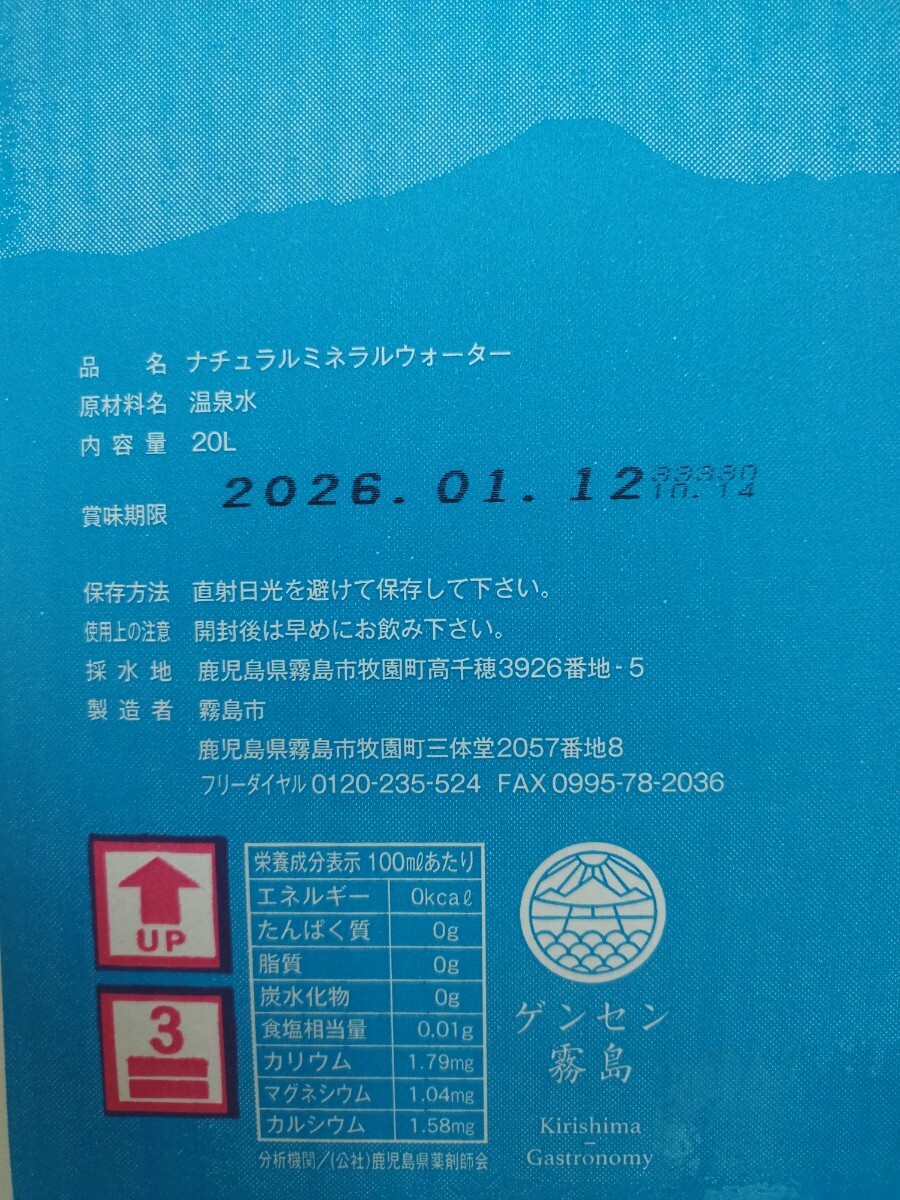 品名 ナチュラルミネラルウォーター
原材料名 温泉水
内容量 20L
賞味期限 2026.01.12
10.14
保存方法 直射日光を避けて保存して下さい。
使用上の注意 開封後は早めにお飲み下さい。
採水地 鹿児島県霧島市牧園町高千穂3926番地-5
製造者 霧島市
鹿児島県霧島市牧園町三体堂2057番地8
フリーダイヤル 0120-235-524 FAX 0995-78-2036
UP
3
栄養成分表示 100mlあたり
エネルギー 0kcal
たんぱく質 0g
脂質 0g
炭水化物 0g
食塩相当量 0.01g
カリウム 1.79mg
マグネシウム 1.04mg
カルシウム 1.58mg
分析機関/(公社)鹿児島県薬剤師会
ゲンセン
霧島
Kirishima
–
Gastronomy